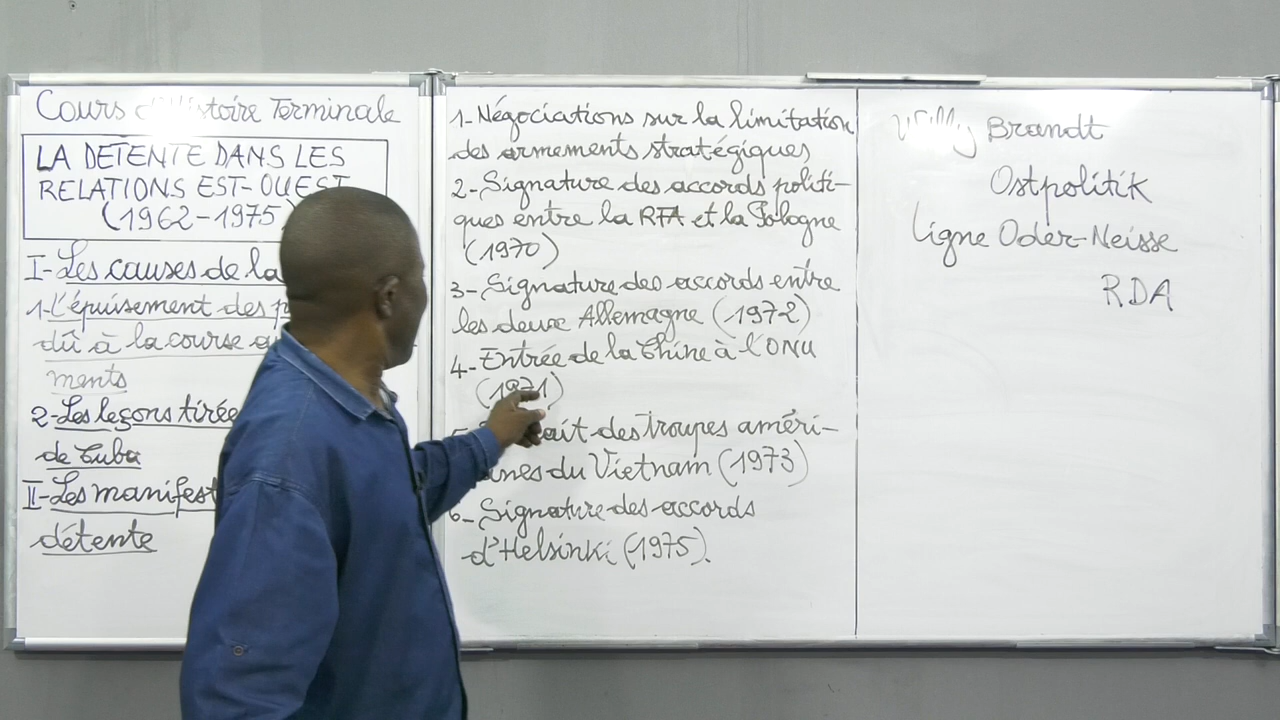 Cours d'Histoire Terminale
LA DETENTE DANS LES
RELATIONS EST-OUEST
(1962-1975)
I-Les causes de la
1-L'épuisement des
dû à la course
ments
2-Les leçons
de Cuba
II-Les
détente
1-Négociations sur la limitation
des armements stratégiques
2-Signature des accords politi-
ques entre la RFA et la Pologne
(1970)
3-Signature des accords entre
les deux Allemagne (1972)
4-Entrée de la Chine à l'ONU
(1971)
des troupes améri-
du Vietnam (1973)
6-Signature des accords
d'Helsinki (1975).
Willy Brandt
Ostpolitik
Ligne Oder-Neisse
RDA